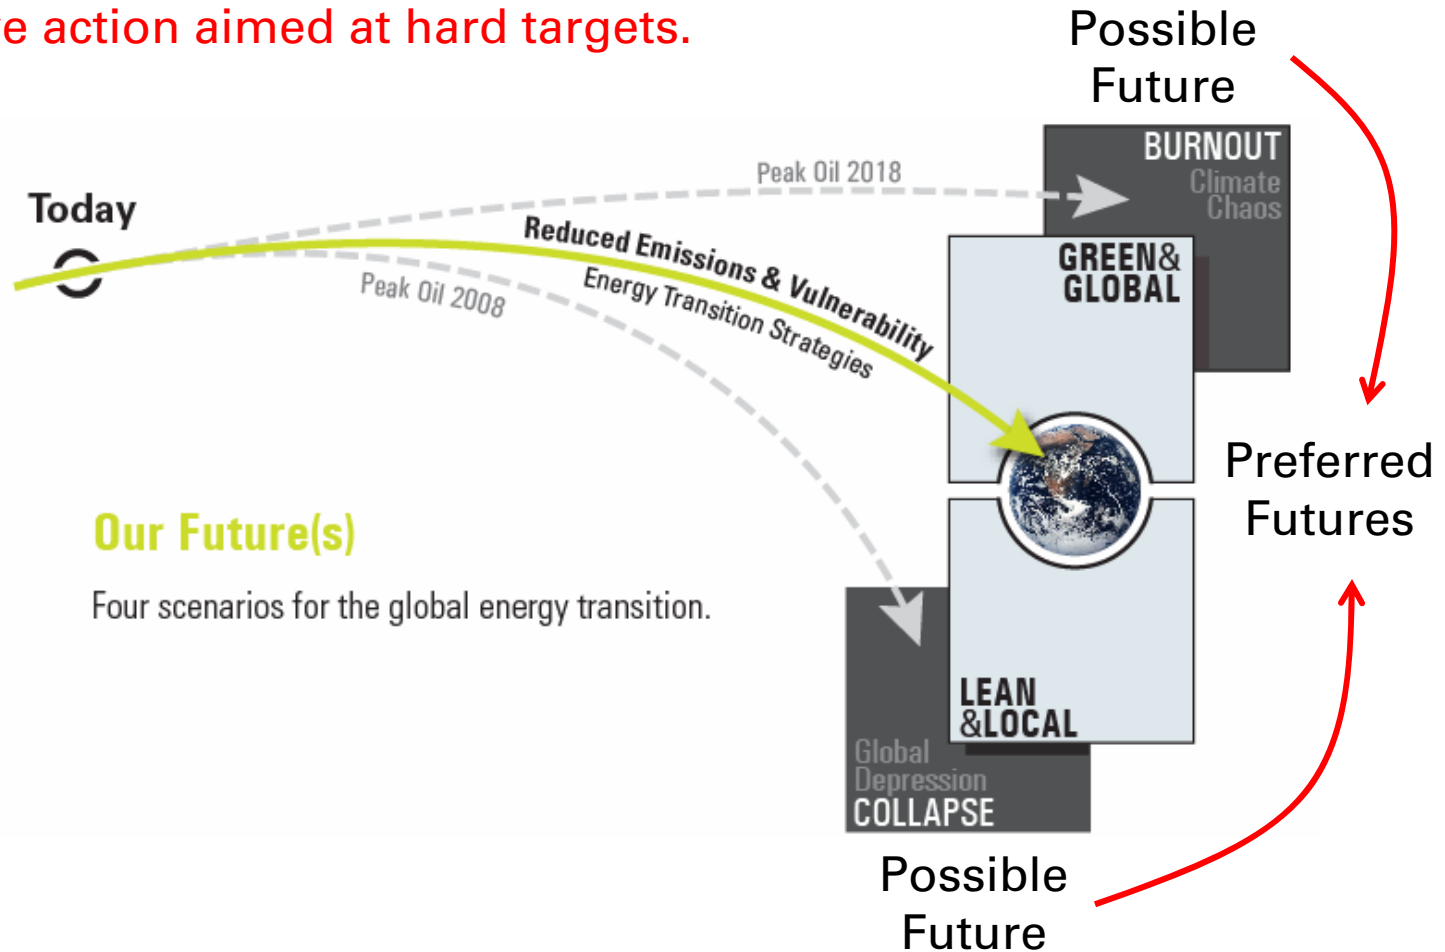 e action aimed at hard targets.
Possible
Future
BURNOUT
Climate
Chaos
Peak Oil 2018
Today
Reduced Emissions & Vulnerability
Energy Transition Strategies
Peak Oil 2008
GREEN&
GLOBAL
Preferred
Futures
Our Future(s)
Four scenarios for the global energy transition.
LEAN
&LOCAL
Global
Depression
COLLAPSE
Possible
Future